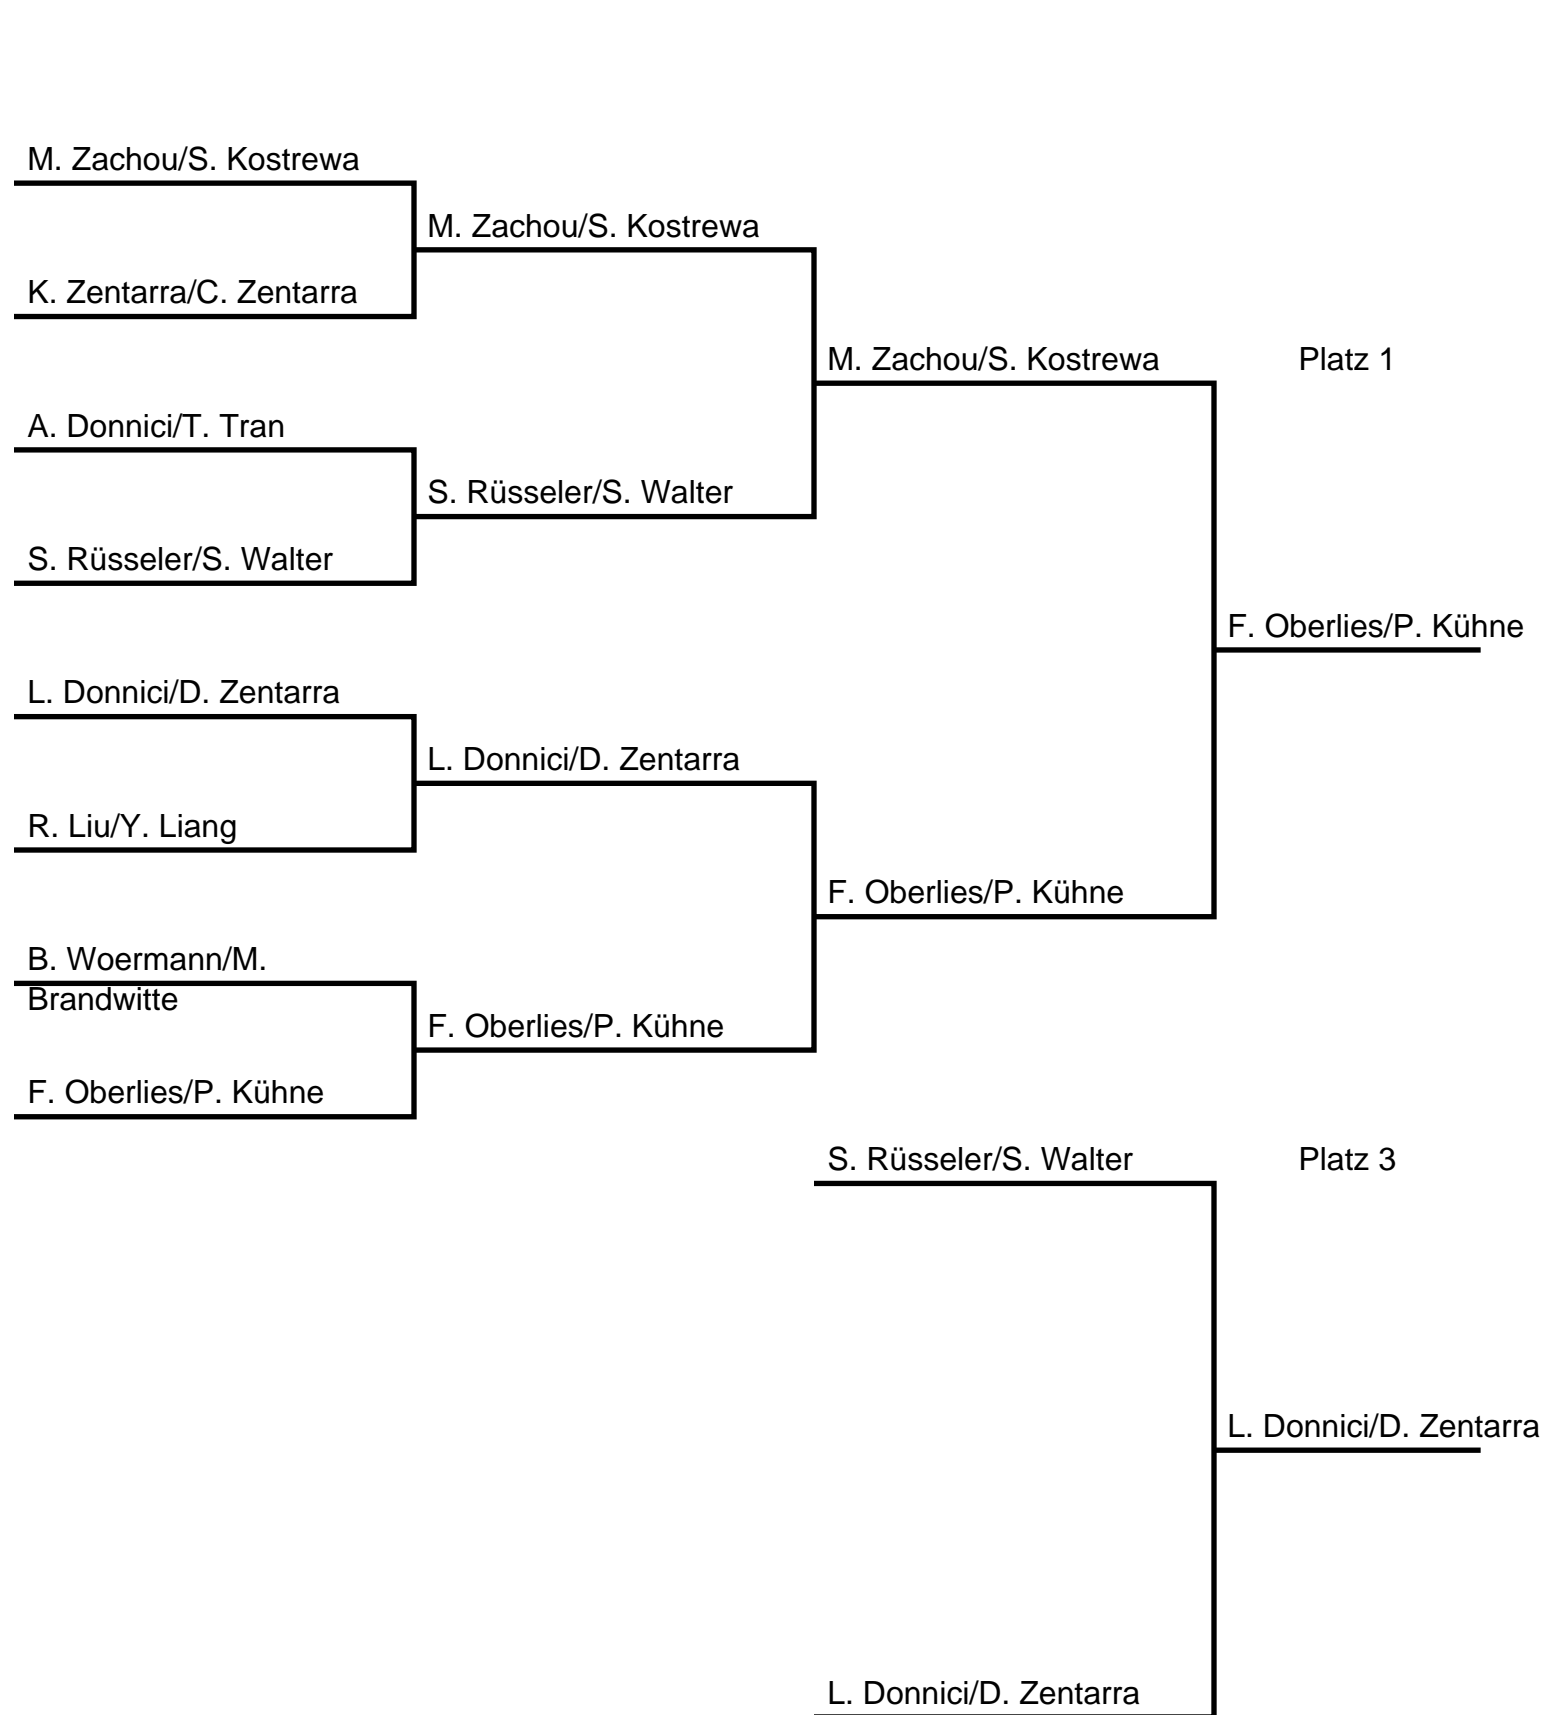 M. Zachou/S. Kostrewa
M. Zachou/S. Kostrewa
K. Zentarra/C. Zentarra
M. Zachou/S. Kostrewa
Platz 1
A. Donnici/T. Tran
S. Rüsseler/S. Walter
S. Rüsseler/S. Walter
F. Oberlies/P. Kühne
L. Donnici/D. Zentarra
L. Donnici/D. Zentarra
R. Liu/Y. Liang
F. Oberlies/P. Kühne
B. Woermann/M.
Brandwitte
F. Oberlies/P. Kühne
F. Oberlies/P. Kühne
S. Rüsseler/S. Walter
Platz 3
L. Donnici/D. Zentarra
L. Donnici/D. Zentarra